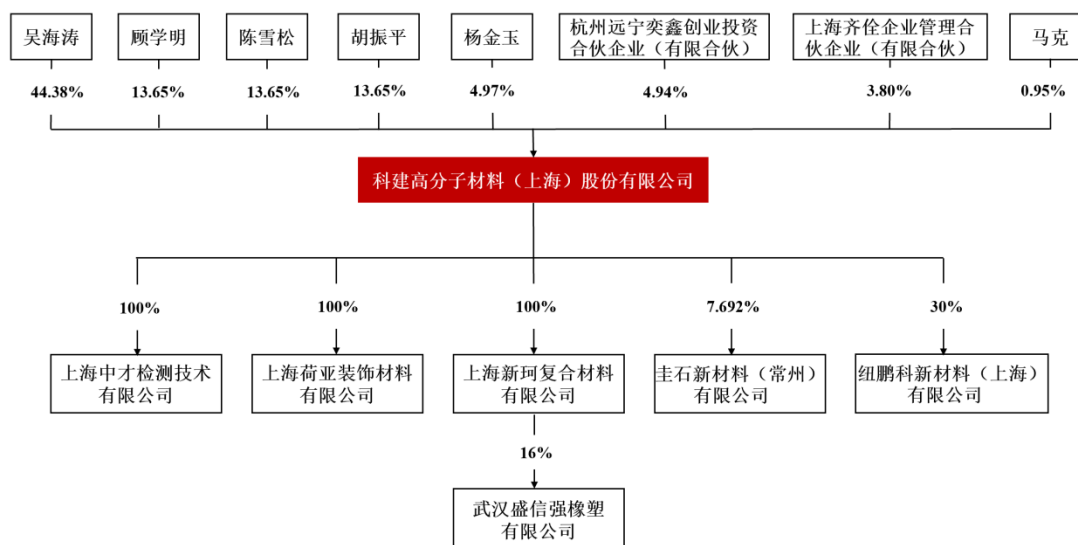 吴海涛
顾学明
陈雪松
胡振平
杨金玉
杭州远宁奕鑫创业投资
合伙企业（有限合伙）
上海齐佺企业管理合
伙企业（有限合伙）
马克
44.38%
13.65%
13.65%
13.65%
4.97%
4.94%
3.80%
0.95%
科建高分子材料（上海）股份有限公司
100%
100%
100%
7.692%
30%
上海中才检测技术
有限公司
上海荷亚装饰材料
有限公司
上海新珂复合材料
有限公司
圭石新材料（常州）
有限公司
纽鹏科新材料（上海）
有限公司
16%
武汉盛信强橡塑
有限公司